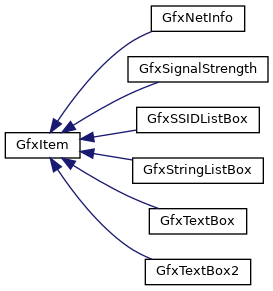 GfxNetInfo
GfxSignalStrength
GfxSSIDListBox
GfxItem
GfxStringListBox
GfxTextBox
GfxTextBox2